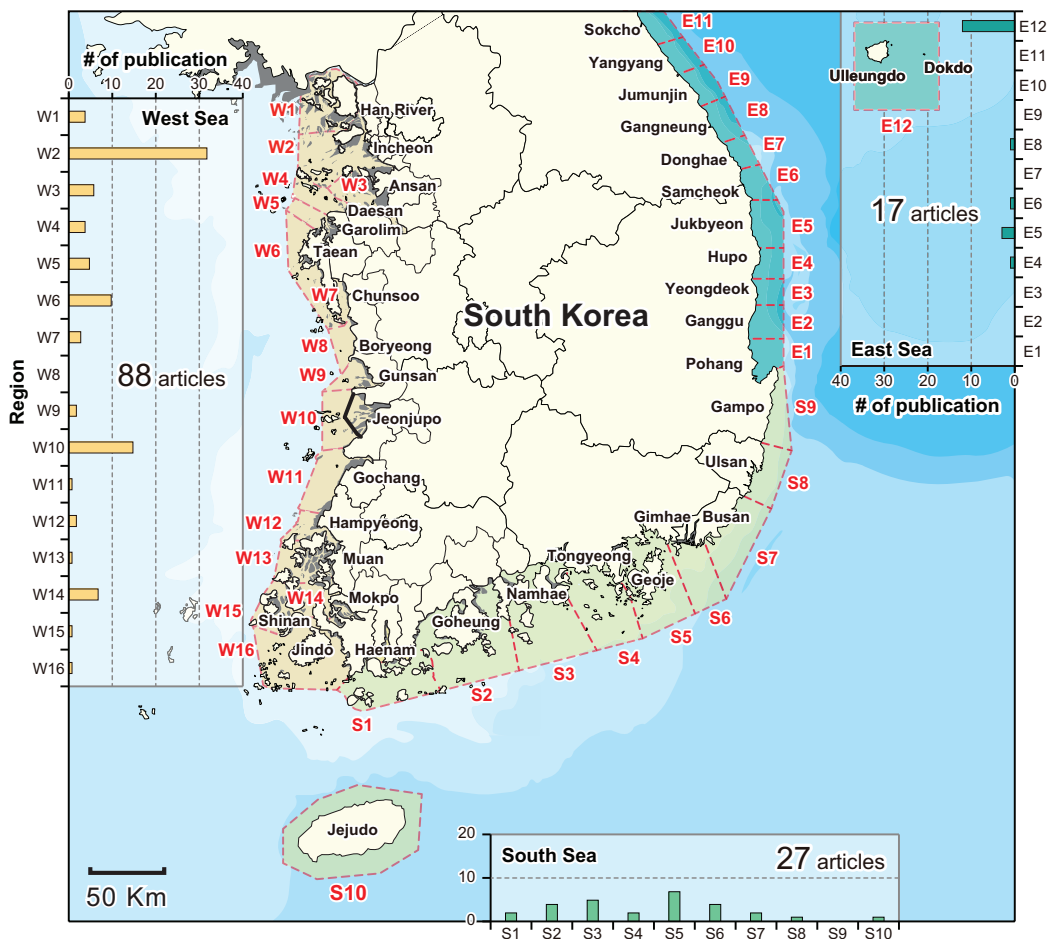 # of publication
0 10 20 30 40
West Sea
Region
W1
W2
W3
W4
W5
W6
W7
W8
W9
W10
W11
W12
W13
W14
W15
W16
88 articles
W1
W2
W4
W3
W5
W6
W7
W8
W9
W10
W11
W12
W13
W14
W15
W16
Han River
Incheon
Ansan
Daesan
Garolim
Taean
Chunsoo
Boryeong
Gunsan
Jeonjupo
Gochang
Hampyeong
Muan
Mokpo
Shinan
Jindo
Haenam
Goheung
Namhae
Tongyeong
Geoje
Gimhae
Busan
Ulsan
Gampo
Pohang
Ganggu
Yeongdeok
Hupo
Jukbyeon
Samcheok
Donghae
Gangneung
Jumunjin
Yangyang
Sokcho
South Korea
E11
E10
E9
E8
E7
E6
E5
E4
E3
E2
E1
S9
S8
S7
S6
S5
S4
S3
S2
S1
Jejudo
S10
50 Km
Ulleungdo
Dokdo
E12
17 articles
East Sea
E12
E11
E10
E9
E8
E7
E6
E5
E4
E3
E2
E1
40 30 20 10 0
# of publication
South Sea
27 articles
20
10
0
S1 S2 S3 S4 S5 S6 S7 S8 S9 S10